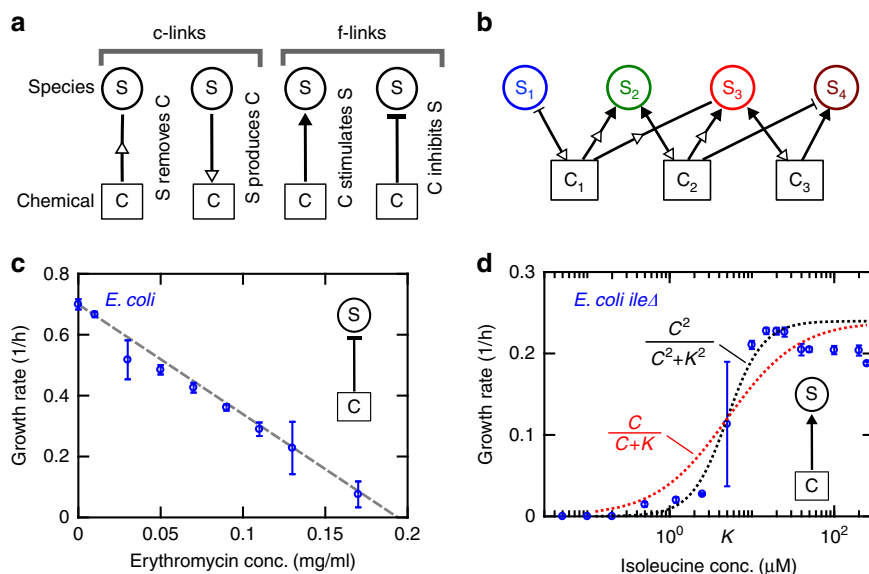 a
c-links
f-links
Species
S
S
S
S
S removes C
S produces C
C stimulates S
C inhibits S
Chemical
C
C
C
C
b
S1
S2
S3
S4
C1
C2
C3
c
0.8
0.6
0.4
0.2
0
Growth rate (1/h)
E. coli
S
C
0
0.05
0.1
0.15
0.2
Erythromycin conc. (mg/ml)
d
0.3
0.2
0.1
0
Growth rate (1/h)
E. coli ileΔ
C²
C²+K²
C
C+K
S
C
10⁰
K
10²
Isoleucine conc. (μM)